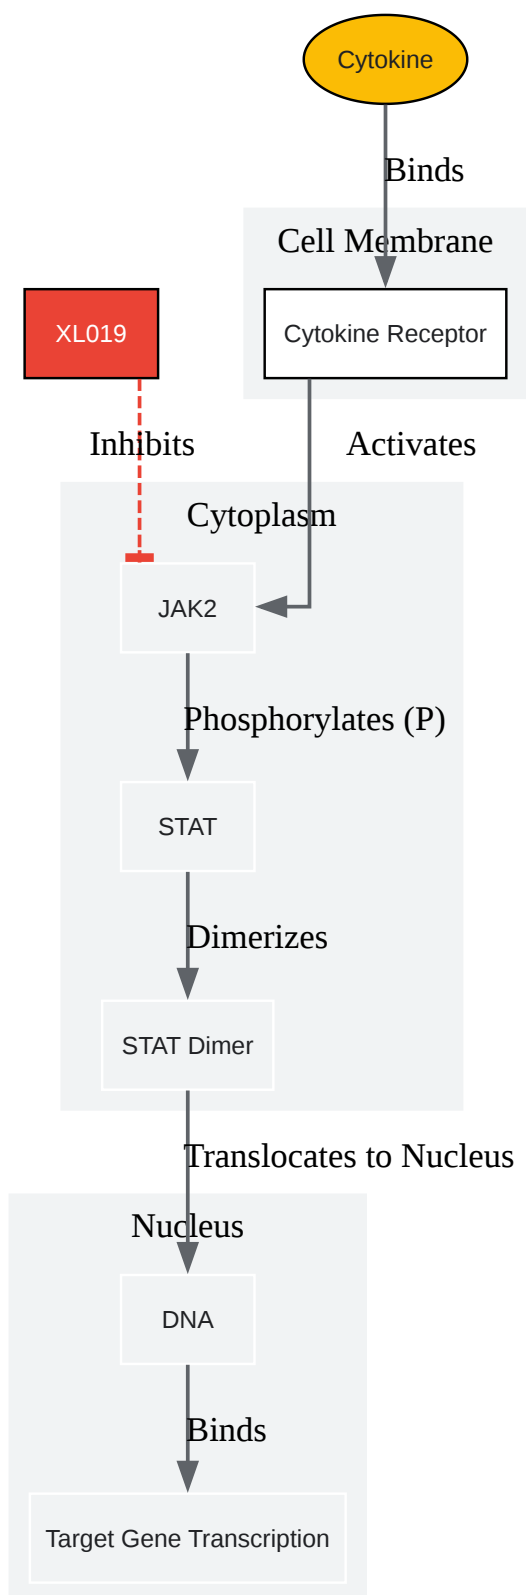 Cytokine
Binds
Cell Membrane
XL019
Cytokine Receptor
Inhibits
Activates
Cytoplasm
JAK2
Phosphorylates (P)
STAT
Dimerizes
STAT Dimer
Translocates to Nucleus
Nucleus
DNA
Binds
Target Gene Transcription